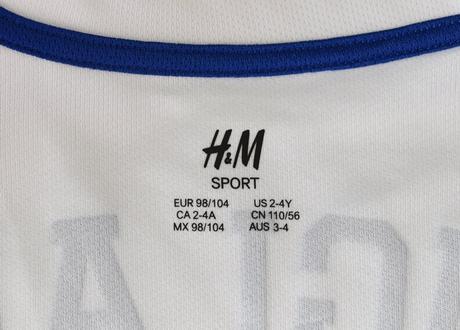 H&M
SPORT
EUR 98/104 US 2-4Y
CA 2-4A CN 110/56
MX 98/104 AUS 3-4